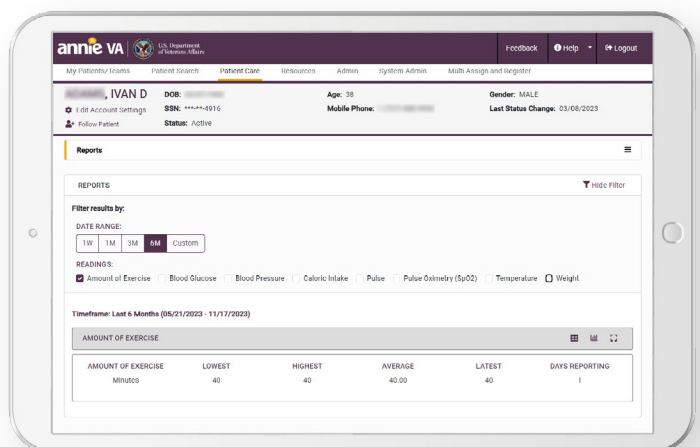 annie VA U.S. Department of Veterans Affairs Feedback Help Logout
My Patients/Teams Patient Search Patient Care Resources Admin System Admin Multi Assign and Register
, IVAN D DOB: Age: 38 Gender: MALE
Edit Account Settings SSN: ***-**-4916 Mobile Phone: Last Status Change: 03/08/2023
Follow Patient Status: Active
Reports
REPORTS Hide Filter
Filter results by:
DATE RANGE:
1W 1M 3M 6M Custom
READINGS:
Amount of Exercise Blood Glucose Blood Pressure Caloric Intake Pulse Pulse Oximetry (SpO2) Temperature Weight
Timeframe: Last 6 Months (05/21/2023 - 11/17/2023)
AMOUNT OF EXERCISE
AMOUNT OF EXERCISE LOWEST HIGHEST AVERAGE LATEST DAYS REPORTING
Minutes 40 40 40.00 40 1